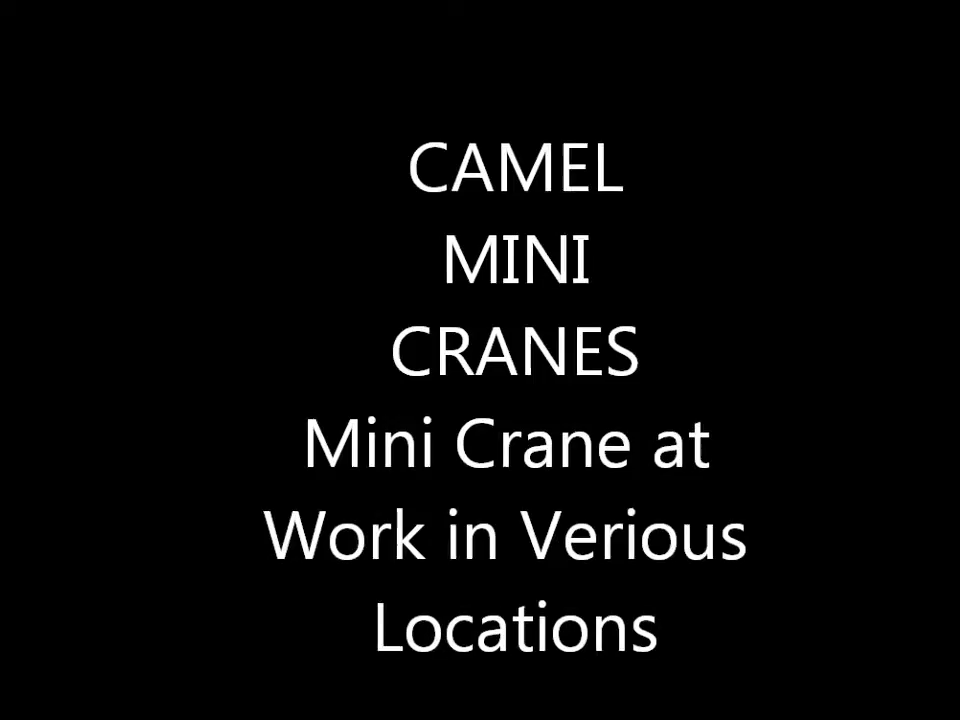 CAMEL
MINI
CRANES
Mini Crane at
Work in Verious
Locations